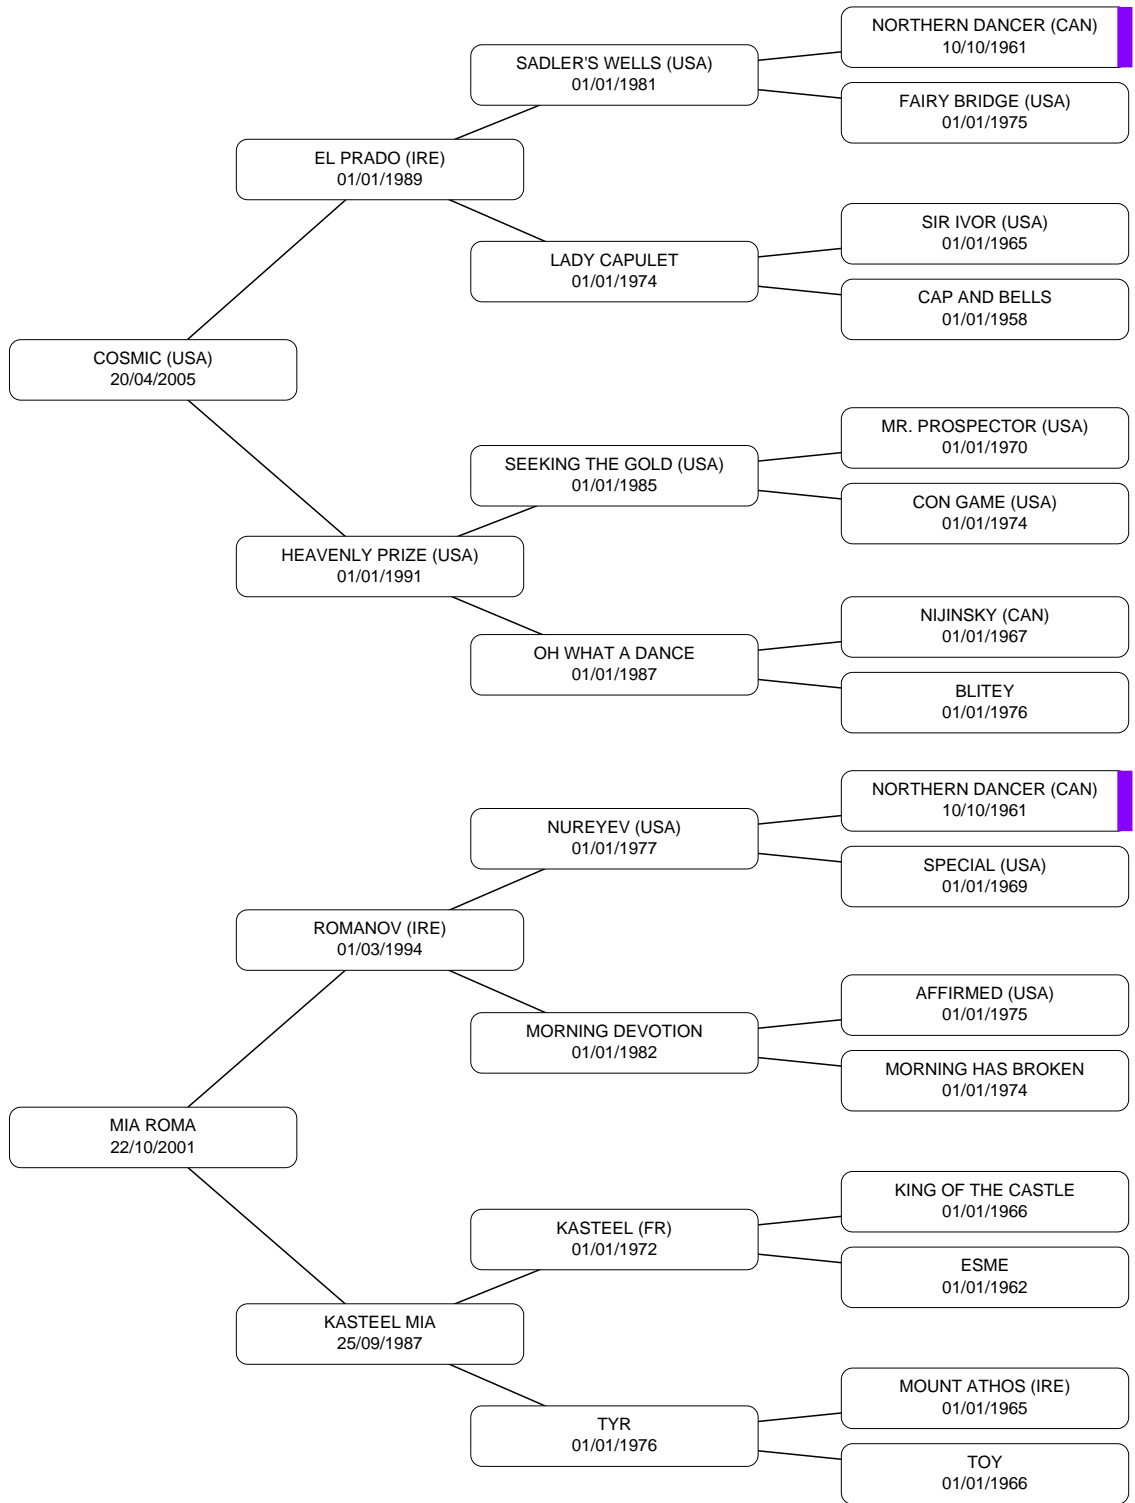 NORTHERN DANCER (CAN)
10/10/1961
SADLER'S WELLS (USA)
01/01/1981
FAIRY BRIDGE (USA)
01/01/1975
EL PRADO (IRE)
01/01/1989
SIR IVOR (USA)
01/01/1965
LADY CAPULET
01/01/1974
CAP AND BELLS
01/01/1958
COSMIC (USA)
20/04/2005
MR. PROSPECTOR (USA)
01/01/1970
SEEKING THE GOLD (USA)
01/01/1985
CON GAME (USA)
01/01/1974
HEAVENLY PRIZE (USA)
01/01/1991
NIJINSKY (CAN)
01/01/1967
OH WHAT A DANCE
01/01/1987
BLITEY
01/01/1976
NORTHERN DANCER (CAN)
10/10/1961
NUREYEV (USA)
01/01/1977
SPECIAL (USA)
01/01/1969
ROMANOV (IRE)
01/03/1994
AFFIRMED (USA)
01/01/1975
MORNING DEVOTION
01/01/1982
MORNING HAS BROKEN
01/01/1974
MIA ROMA
22/10/2001
KING OF THE CASTLE
01/01/1966
KASTEEL (FR)
01/01/1972
ESME
01/01/1962
KASTEEL MIA
25/09/1987
MOUNT ATHOS (IRE)
01/01/1965
TYR
01/01/1976
TOY
01/01/1966